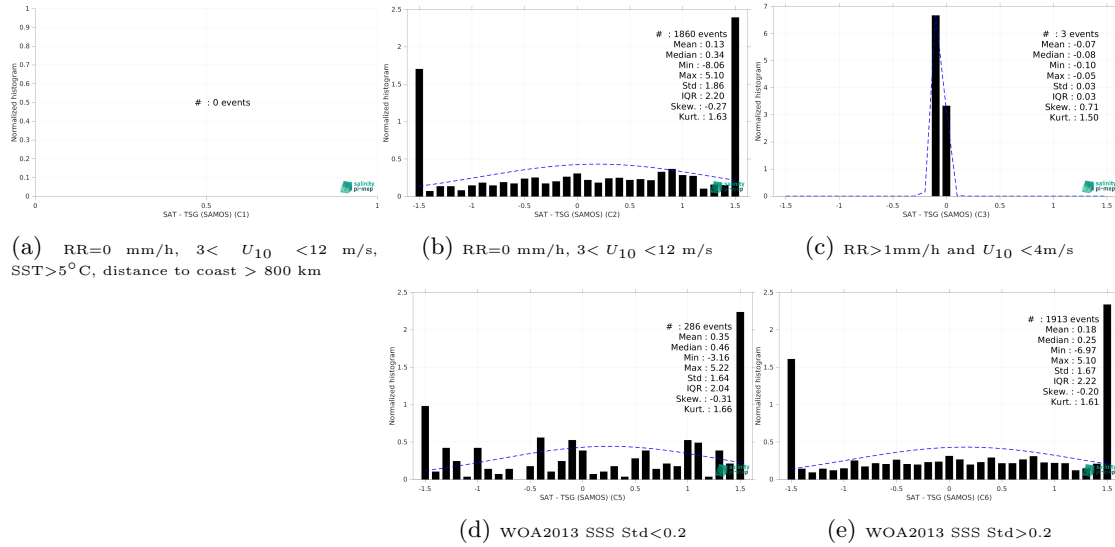 1
0.9
0.8
0.7
0.6
0.5
0.4
0.3
0.2
0.1
0
Normalized histogram
# : 0 events
salinity
pi-mep
0 0.5 1
SAT - TSG (SAMOS) (C1)
(a) RR=0 mm/h, 3< U10 <12 m/s,
SST>5°C, distance to coast > 800 km
2.5
2
1.5
1
0.5
0
Normalized histogram
# : 1860 events
Mean : 0.13
Median : 0.34
Min : -8.06
Max : 5.10
Std : 1.86
IQR : 2.20
Skew. : -0.27
Kurt. : 1.63
salinity
pi-mep
-1.5 -1 -0.5 0 0.5 1 1.5
SAT - TSG (SAMOS) (C2)
(b) RR=0 mm/h, 3< U10 <12 m/s
7
6
5
4
3
2
1
0
Normalized histogram
# : 3 events
Mean : -0.07
Median : -0.08
Min : -0.10
Max : -0.05
Std : 0.03
IQR : 0.03
Skew. : 0.71
Kurt. : 1.50
salinity
pi-mep
-1.5 -1 -0.5 0 0.5 1 1.5
SAT - TSG (SAMOS) (C3)
(c) RR>1mm/h and U10 <4m/s
2.5
2
1.5
1
0.5
0
Normalized histogram
# : 286 events
Mean : 0.35
Median : 0.46
Min : -3.16
Max : 5.22
Std : 1.64
IQR : 2.04
Skew. : -0.31
Kurt. : 1.66
salinity
pi-mep
-1.5 -1 -0.5 0 0.5 1 1.5
SAT - TSG (SAMOS) (C5)
(d) WOA2013 SSS Std<0.2
2.5
2
1.5
1
0.5
0
Normalized histogram
# : 1913 events
Mean : 0.18
Median : 0.25
Min : -6.97
Max : 5.10
Std : 1.67
IQR : 2.22
Skew. : -0.20
Kurt. : 1.61
salinity
pi-mep
-1.5 -1 -0.5 0 0.5 1 1.5
SAT - TSG (SAMOS) (C6)
(e) WOA2013 SSS Std>0.2